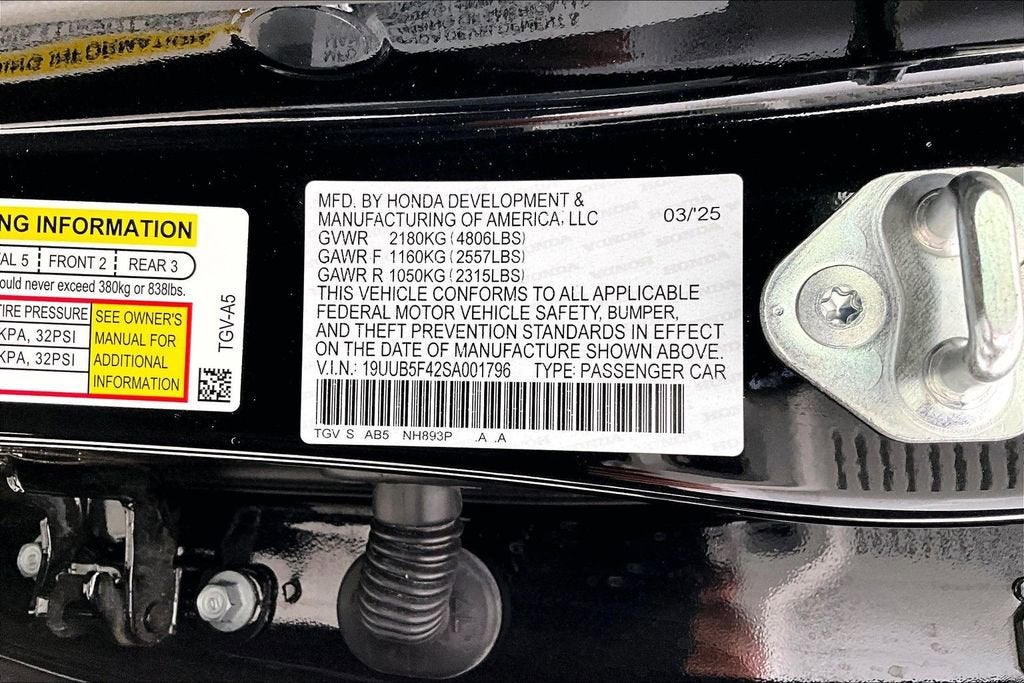 NG INFORMATION
AL 5 FRONT 2 REAR 3
ould never exceed 380kg or 838lbs.
TIRE PRESSURE
KPA, 32PSI
KPA, 32PSI
SEE OWNER'S
MANUAL FOR
ADDITIONAL
INFORMATION
TGV-A5
MFD. BY HONDA DEVELOPMENT &
MANUFACTURING OF AMERICA, LLC 03/'25
GVWR 2180KG (4806LBS)
GAWR F 1160KG (2557LBS)
GAWR R 1050KG (2315LBS)
THIS VEHICLE CONFORMS TO ALL APPLICABLE
FEDERAL MOTOR VEHICLE SAFETY, BUMPER,
AND THEFT PREVENTION STANDARDS IN EFFECT
ON THE DATE OF MANUFACTURE SHOWN ABOVE.
V.I.N.: 19UUB5F42SA001796 TYPE: PASSENGER CAR
TGV S AB5 NH893P .A .A